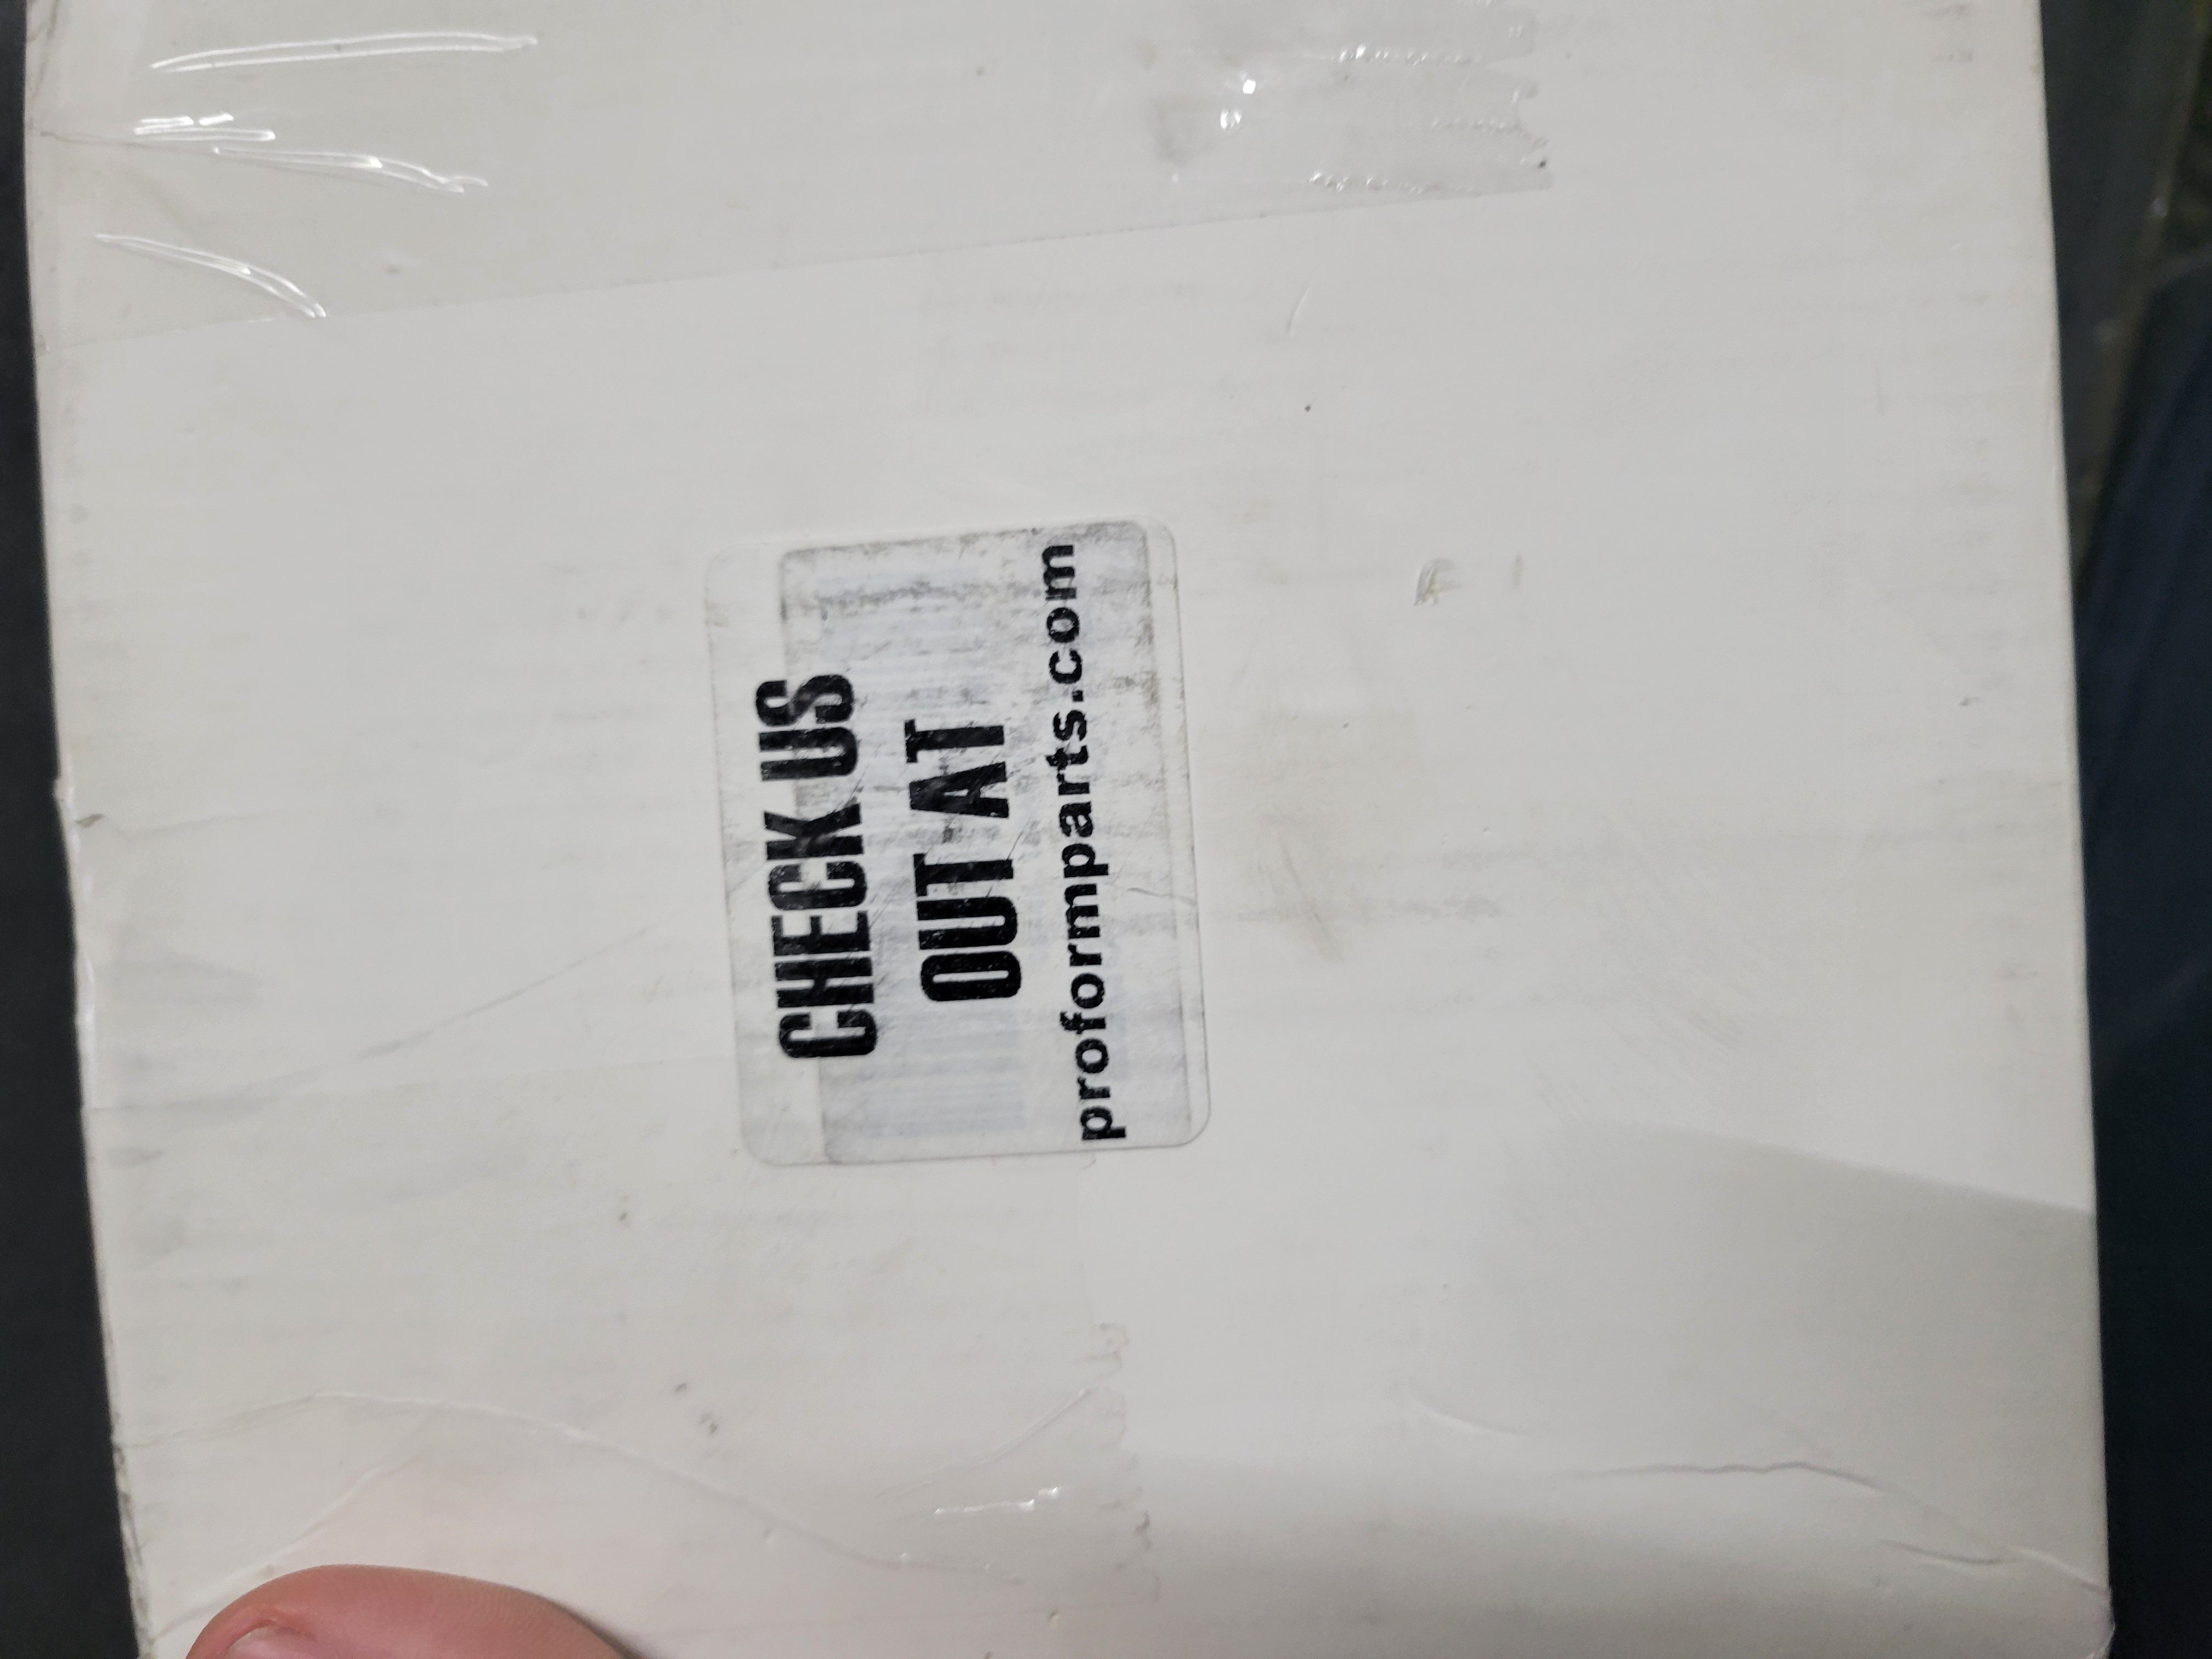 CHECK US
OUT AT
proformparts.com